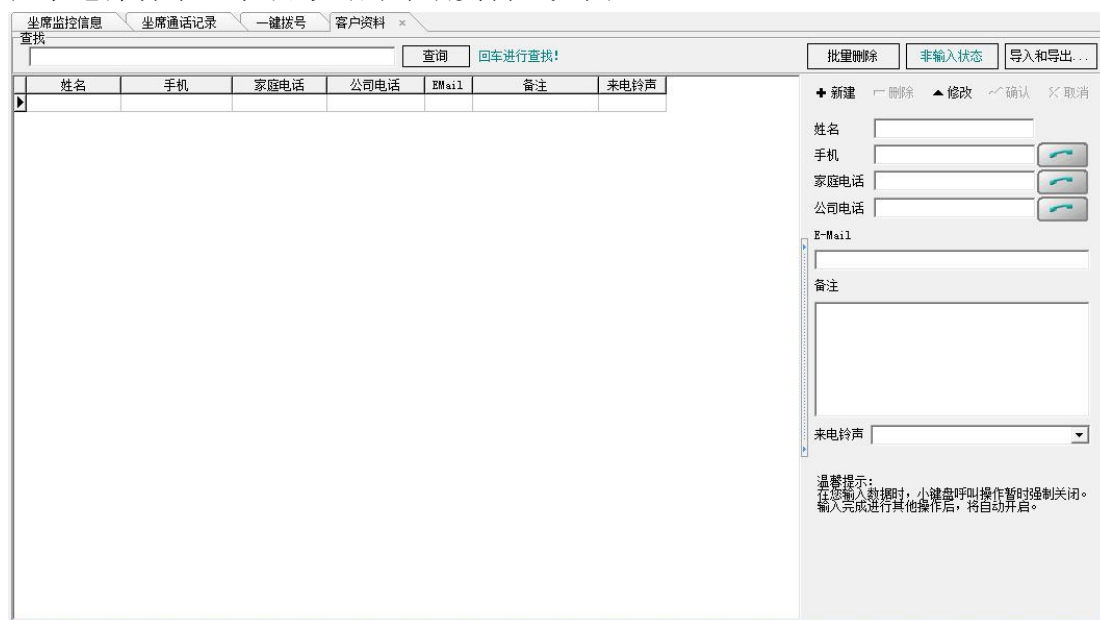 坐席监控信息 坐席通话记录 一键拨号 客户资料 ×
查找
查询 回车进行查找! 批里删除 非输入状态 导入和导出...
姓名 手机 家庭电话 公司电话 EMail 备注 来电铃声
新建 删除 修改 确认 取消
姓名
手机
家庭电话
公司电话
E-Mail
备注
来电铃声
温馨提示:
在您输入数据时，小键盘呼叫操作暂时强制关闭。
输入完成进行其他操作后，将自动开启。